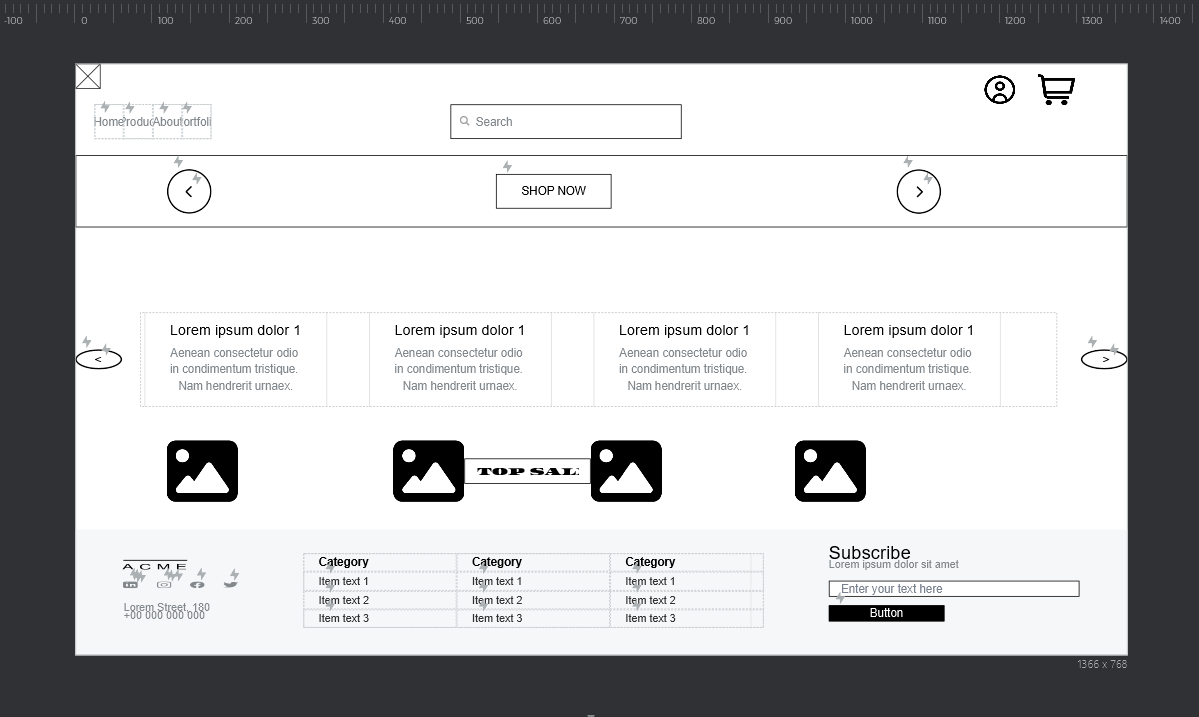 -100 0 100 200 300 400 500 600 700 800 900 1000 1100 1200 1300 1400
Home Produc About ortfoli
Search
SHOP NOW
Lorem ipsum dolor 1
Aenean consectetur odio
in condimentum tristique.
Nam hendrerit urnaex.
Lorem ipsum dolor 1
Aenean consectetur odio
in condimentum tristique.
Nam hendrerit urnaex.
Lorem ipsum dolor 1
Aenean consectetur odio
in condimentum tristique.
Nam hendrerit urnaex.
Lorem ipsum dolor 1
Aenean consectetur odio
in condimentum tristique.
Nam hendrerit urnaex.
<
>
TOP SAL
ACME
Lorem Street, 180
+00 000 000 000
Category Category Category
Item text 1 Item text 1 Item text 1
Item text 2 Item text 2 Item text 2
Item text 3 Item text 3 Item text 3
Subscribe
Lorem ipsum dolor sit amet
Enter your text here
Button
1366 x 768